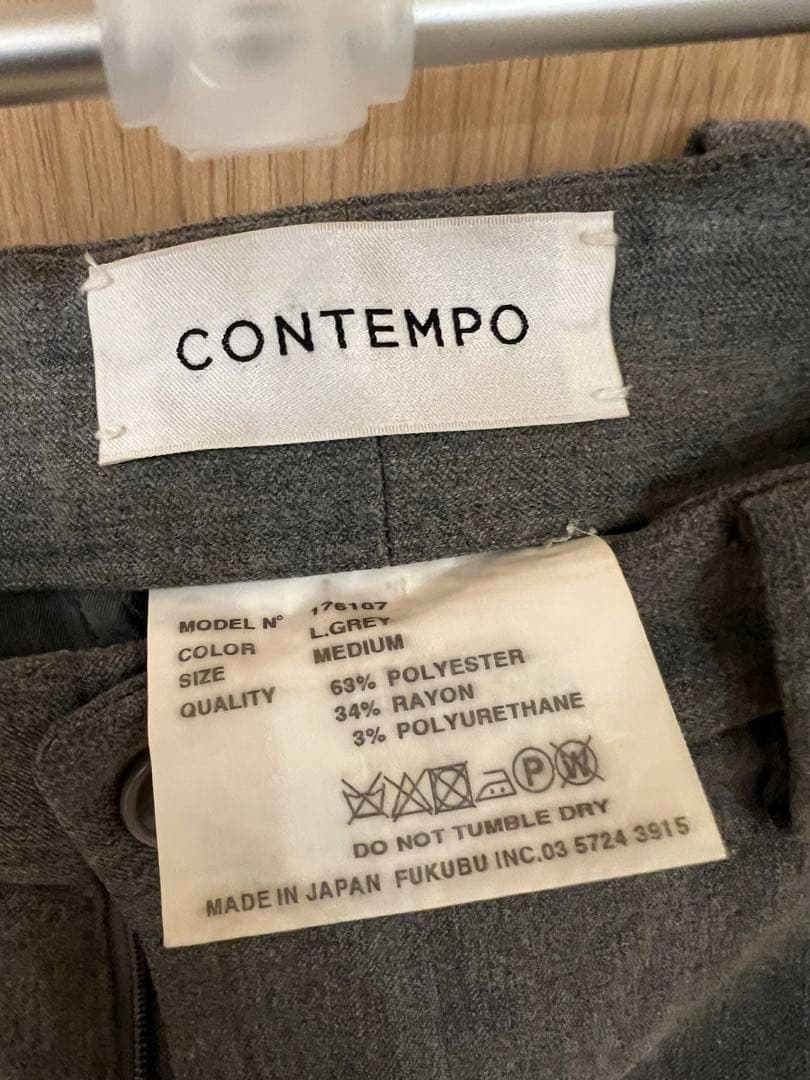 CONTEMPO
MODEL N° 176107
COLOR L.GREY
SIZE MEDIUM
QUALITY 63% POLYESTER
34% RAYON
3% POLYURETHANE
P W
DO NOT TUMBLE DRY
MADE IN JAPAN FUKUBU INC.03 5724 3915